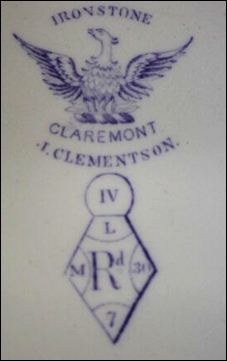 IRONSTONE
CLAREMONT
J. CLEMENTSON.
IV
L
M Rd 30
7